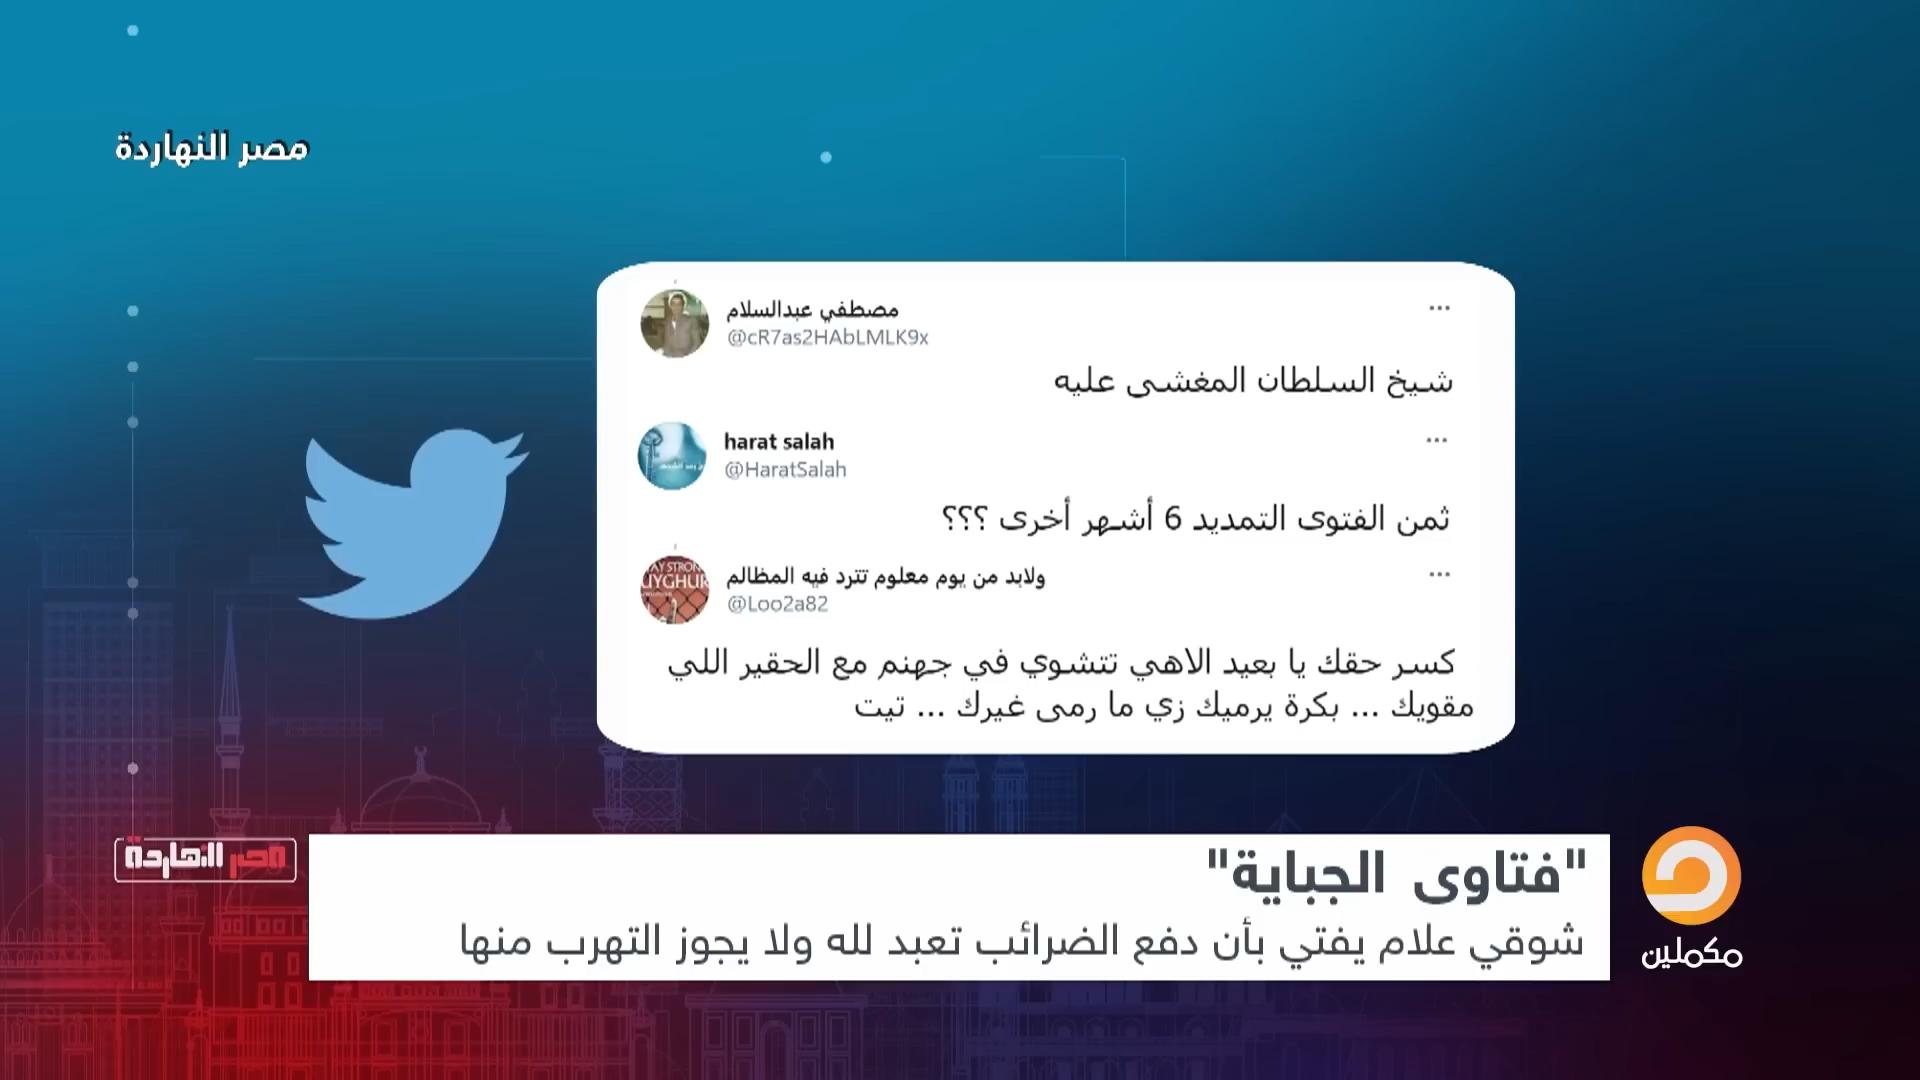 مصر النهاردة
مصطفي عبدالسلام
@cR7as2HAbLMLK9x
شيخ السلطان المغشى عليه
harat salah
@HaratSalah
ثمن الفتوى التمديد 6 أشهر أخرى ؟؟؟
AY STRON
UYGHUR
ولابد من يوم معلوم تترد فيه المظالم
@Loo2a82
كسر حقك يا بعيد الاهي تتشوي في جهنم مع الحقير اللي
مقويك ... بكرة يرميك زي ما رمى غيرك ... تيت
مصر النهاردة
"فتاوى الجباية"
شوقي علام يفتي بأن دفع الضرائب تعبد لله ولا يجوز التهرب منها
مكملين